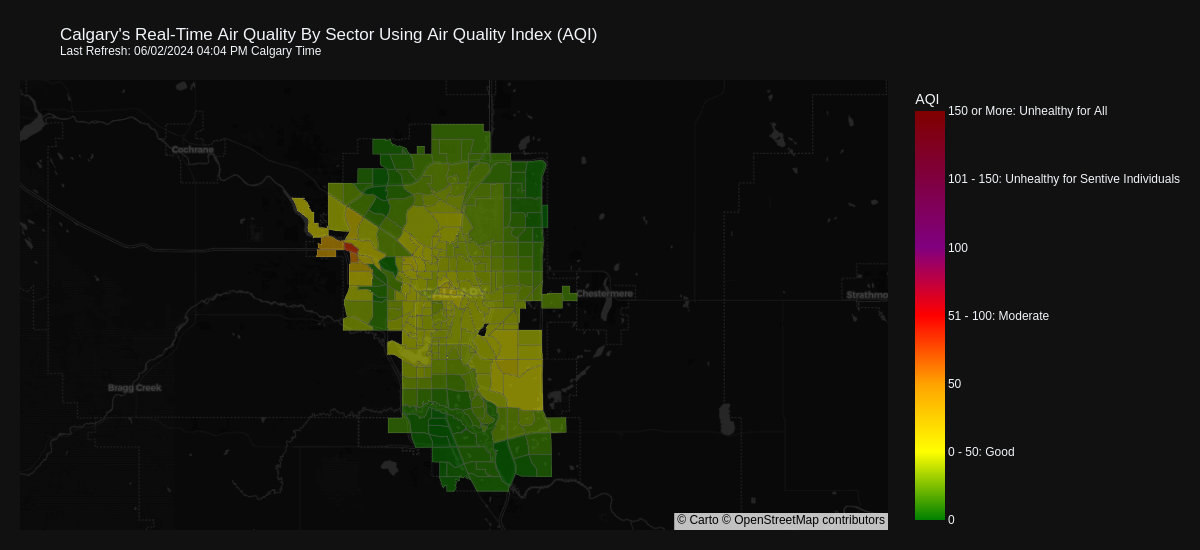 Calgary's Real-Time Air Quality By Sector Using Air Quality Index (AQI)
Last Refresh: 06/02/2024 04:04 PM Calgary Time
AQI
150 or More: Unhealthy for All
101 - 150: Unhealthy for Sentive Individuals
100
51 - 100: Moderate
50
0 - 50: Good
0
Cochrane
CALGARY
Chestermere
Strathmo
Bragg Creek
© Carto © OpenStreetMap contributors